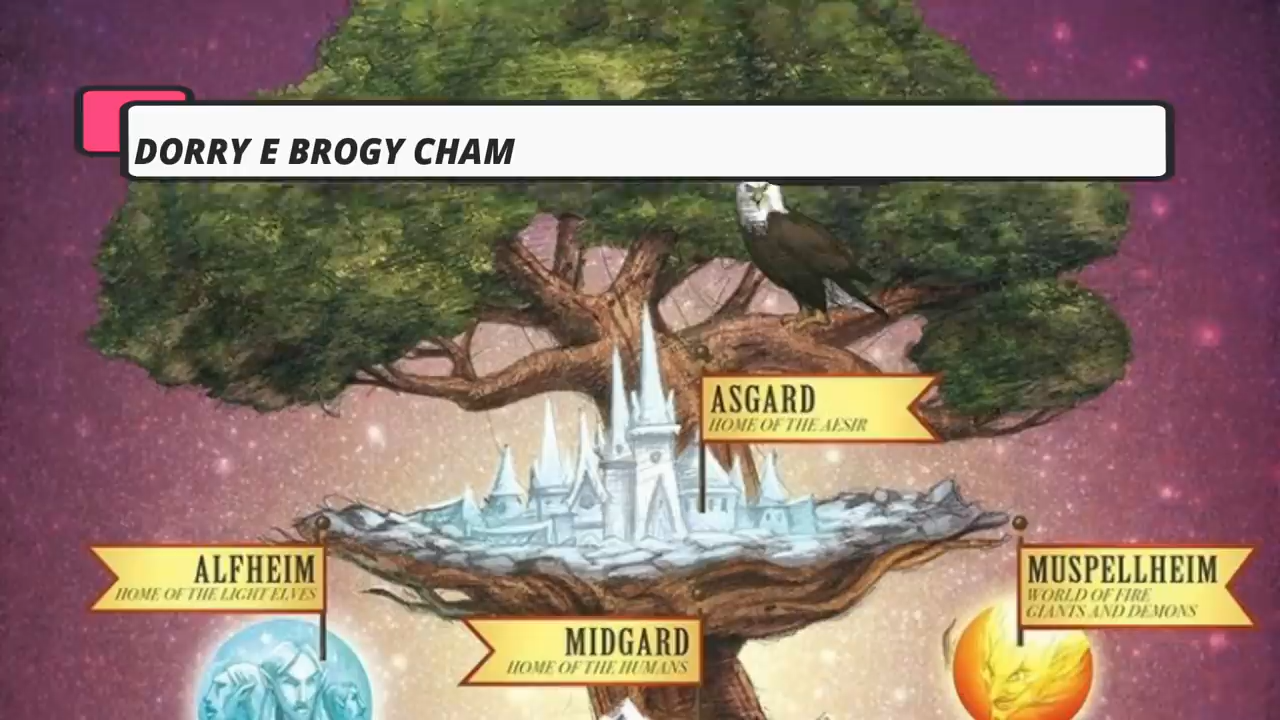 DORRY E BROGY CHAM
ASGARD
HOME OF THE AESIR
ALFHEIM
HOME OF THE LIGHT ELVES
MUSPELLHEIM
WORLD OF FIRE
GIANTS AND DEMONS
MIDGARD
HOME OF THE HUMANS